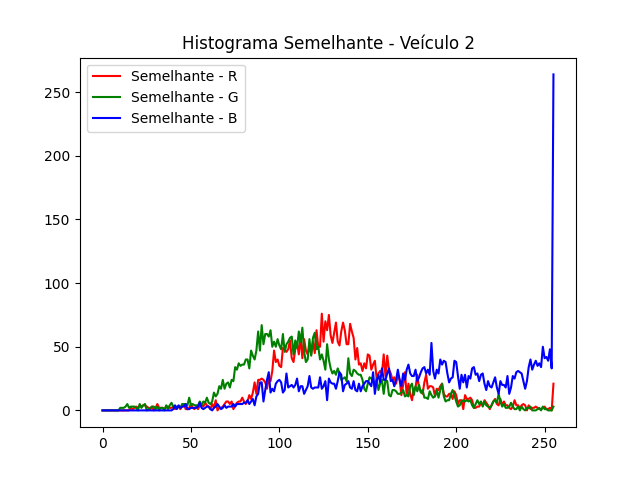 Histograma Semelhante - Veículo 2
Semelhante - R
Semelhante - G
Semelhante - B
250
200
150
100
50
0
0 50 100 150 200 250